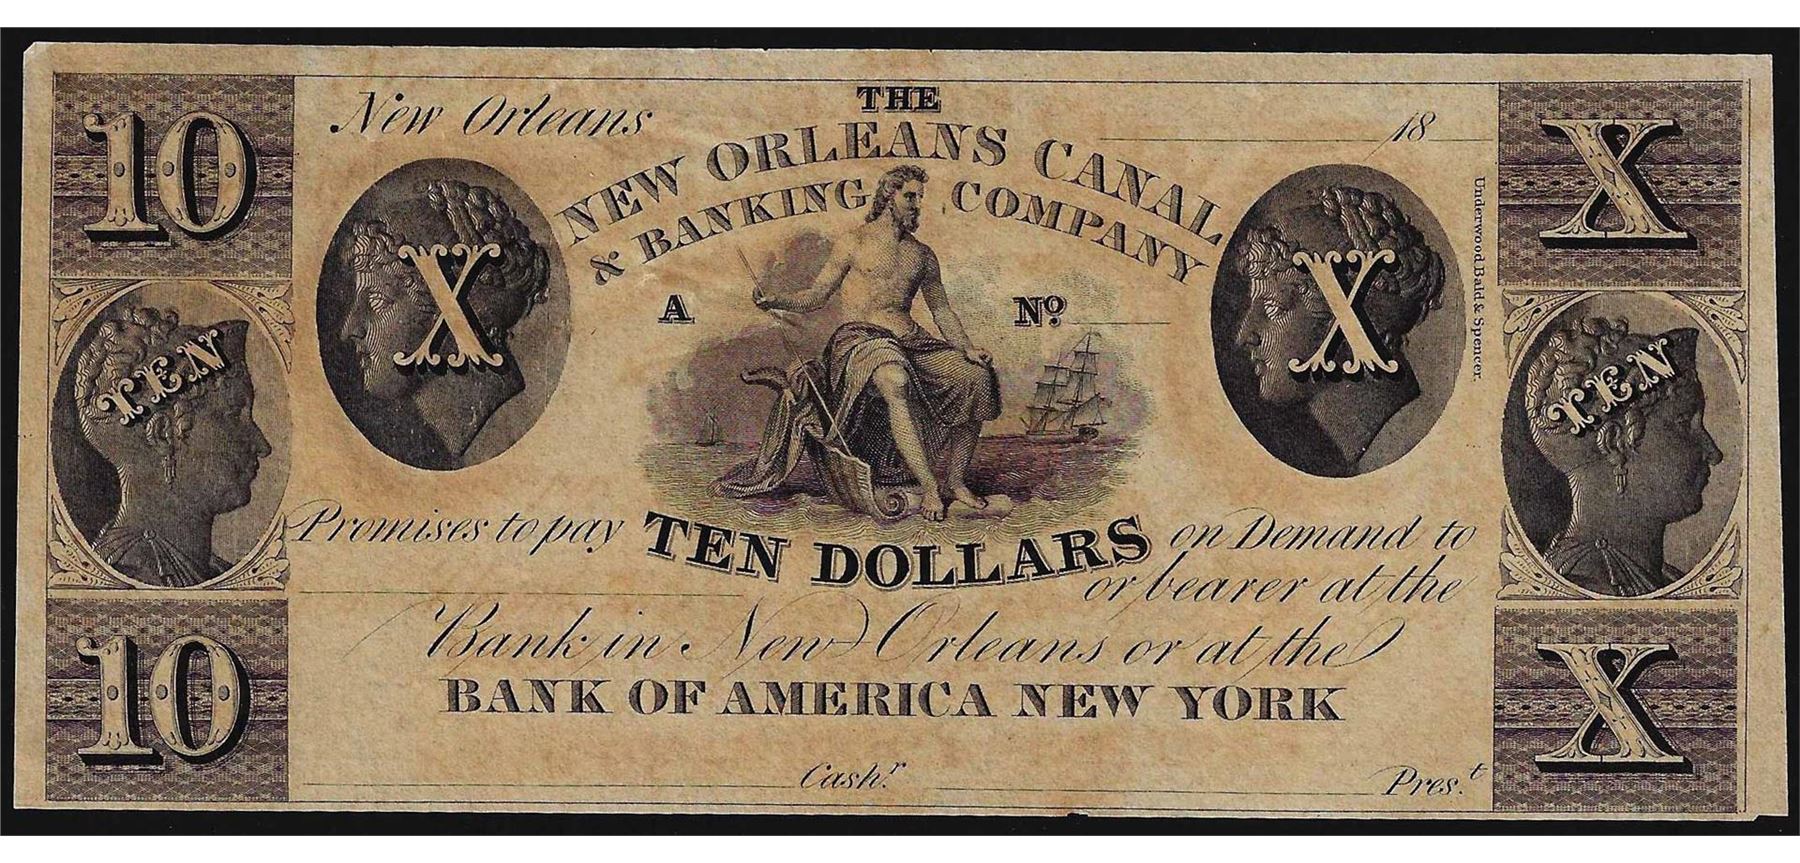 10
X
New Orleans
THE
18
NEW ORLEANS CANAL
& BANKING COMPANY
X
X
A
No
Underwood Bald & Spencer.
TEN
TEN
Promises to pay TEN DOLLARS on Demand to
or bearer at the
Bank in New Orleans or at the
BANK OF AMERICA NEW YORK
10
X
Cashr.
Prest.